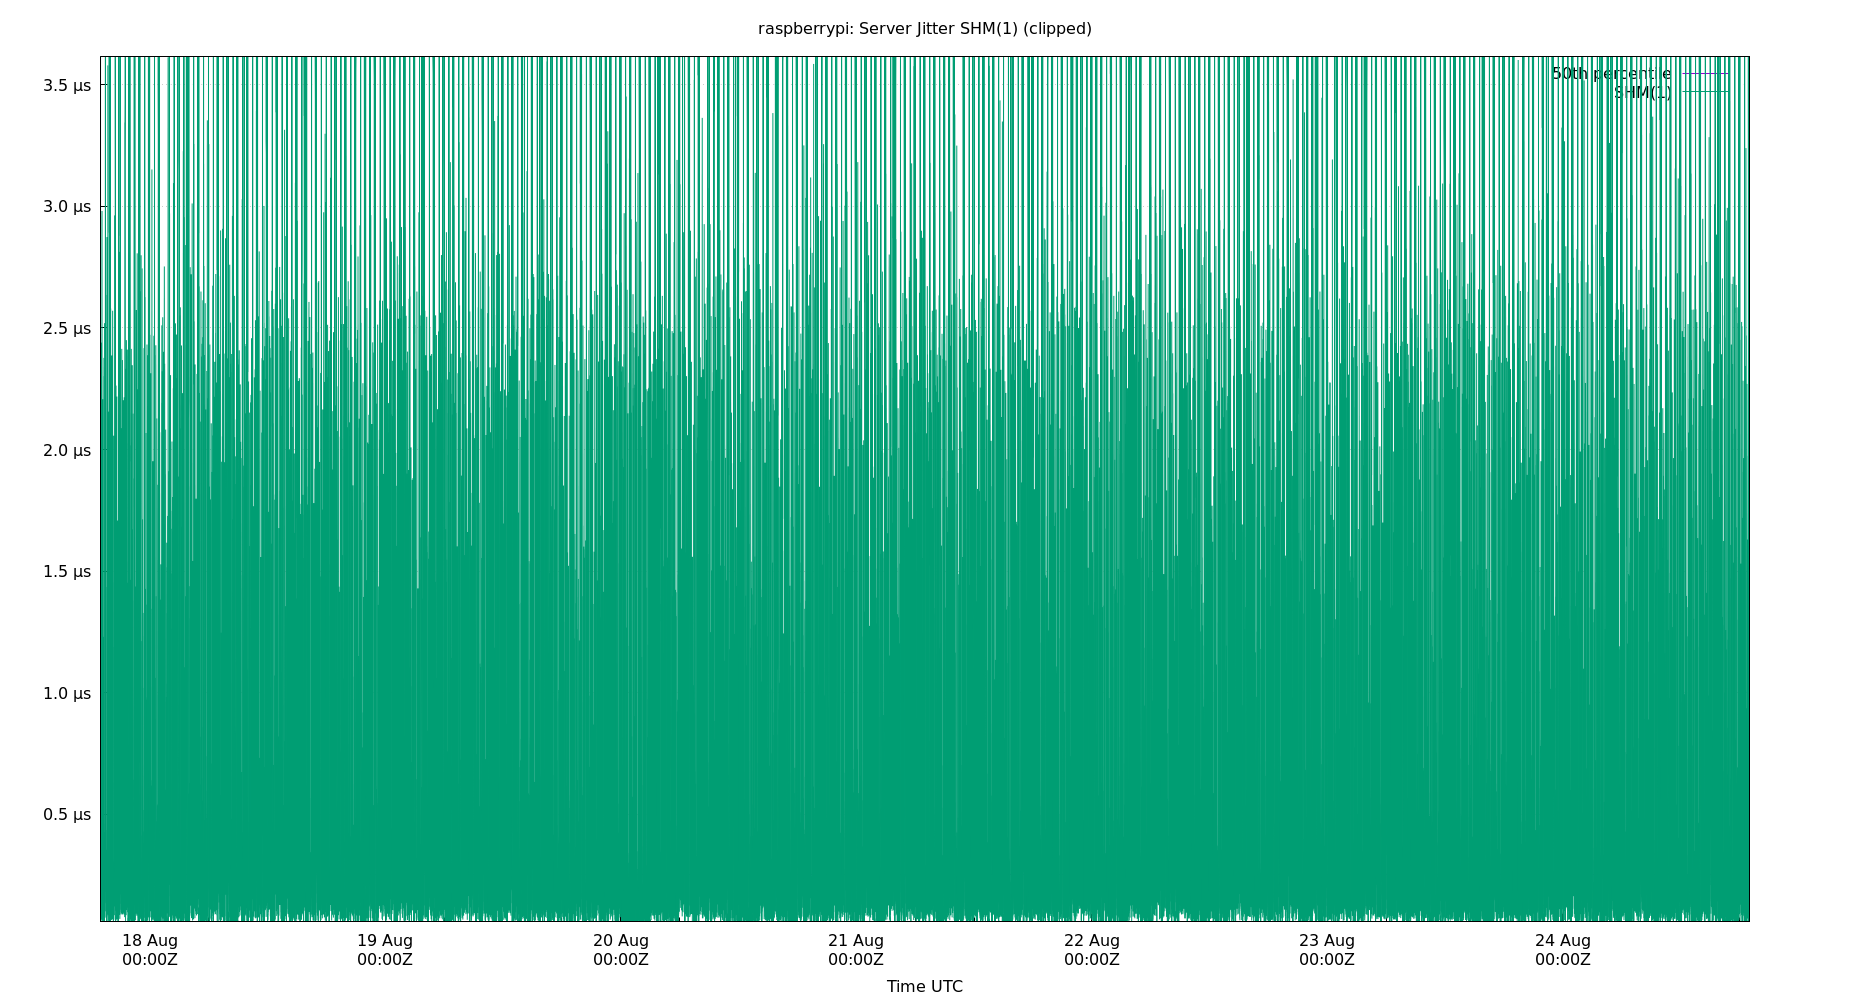 raspberrypi: Server Jitter SHM(1) (clipped)
50th percentile
SHM(1)
3.5 μs
3.0 μs
2.5 μs
2.0 μs
1.5 μs
1.0 μs
0.5 μs
18 Aug 19 Aug 20 Aug 21 Aug 22 Aug 23 Aug 24 Aug
00:00Z 00:00Z 00:00Z 00:00Z 00:00Z 00:00Z 00:00Z
Time UTC